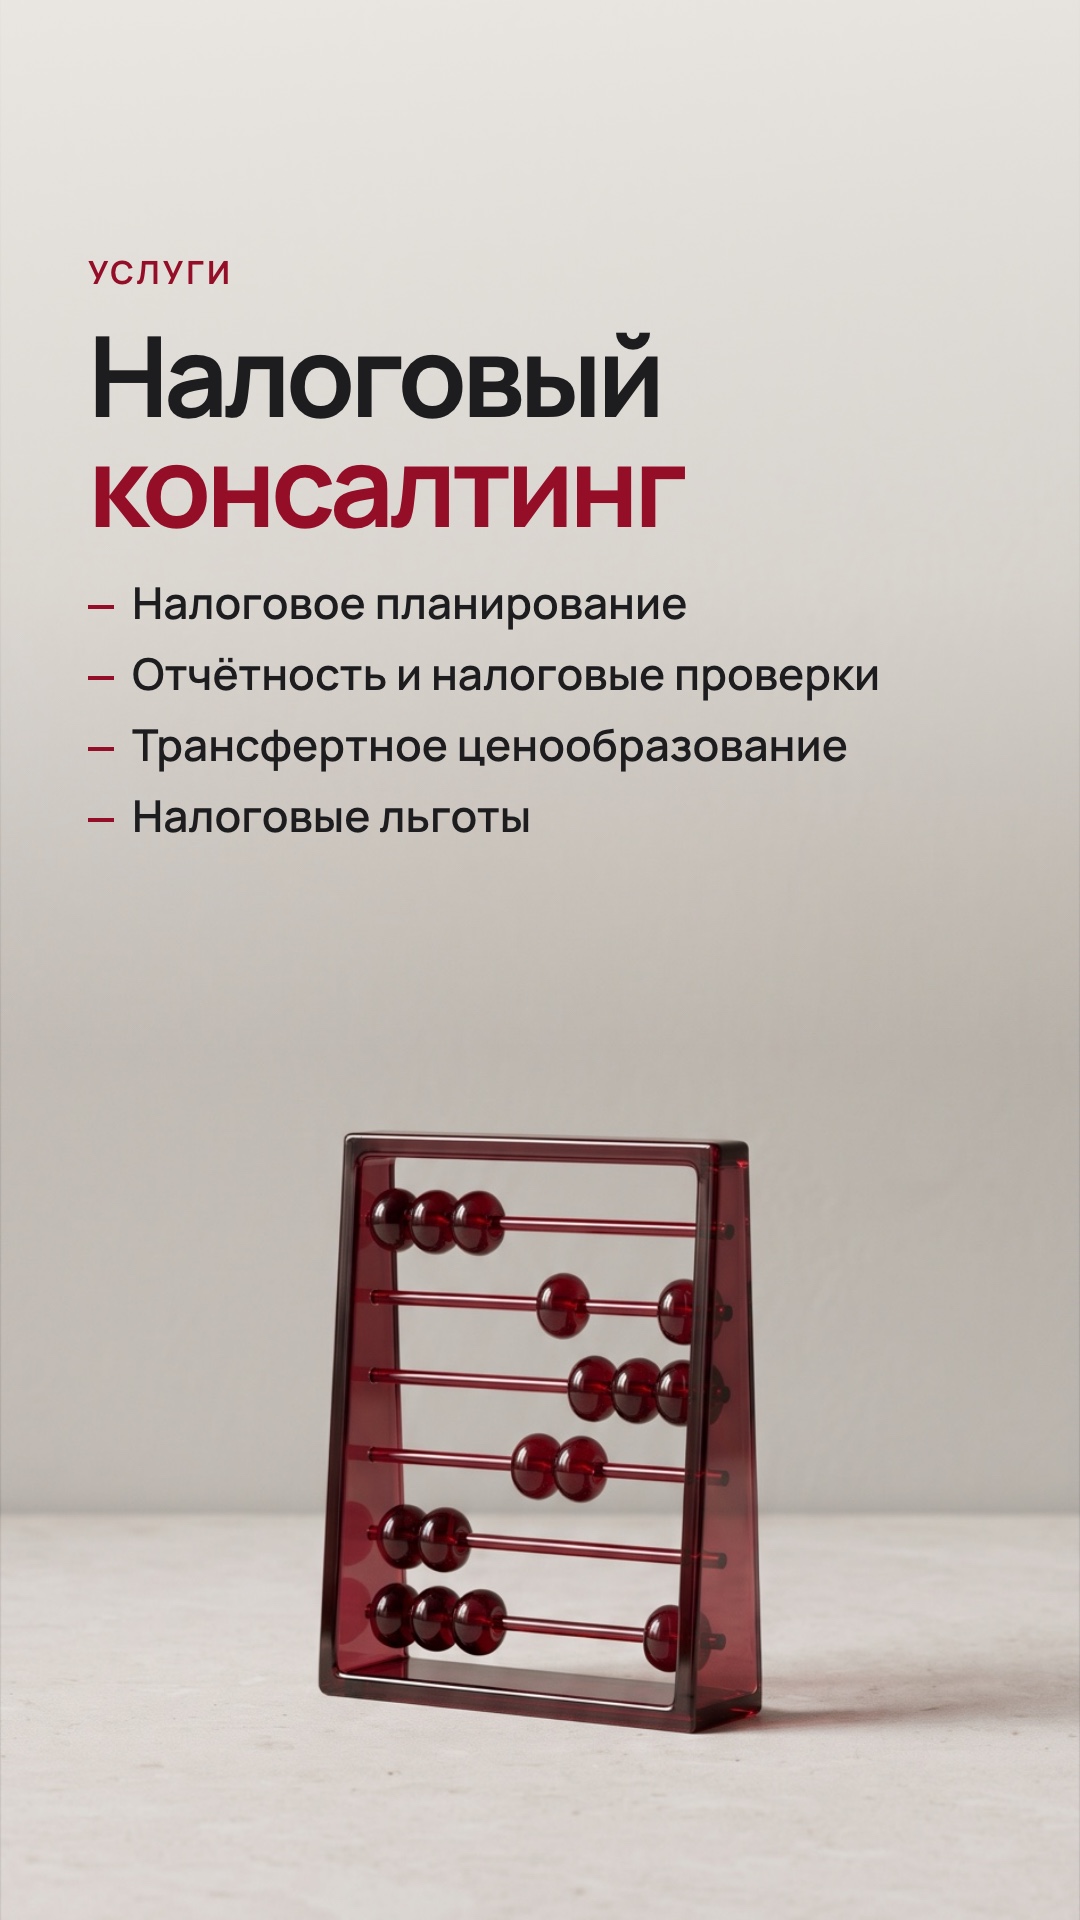 УСЛУГИ
Налоговый
консалтинг
— Налоговое планирование
— Отчётность и налоговые проверки
— Трансфертное ценообразование
— Налоговые льготы